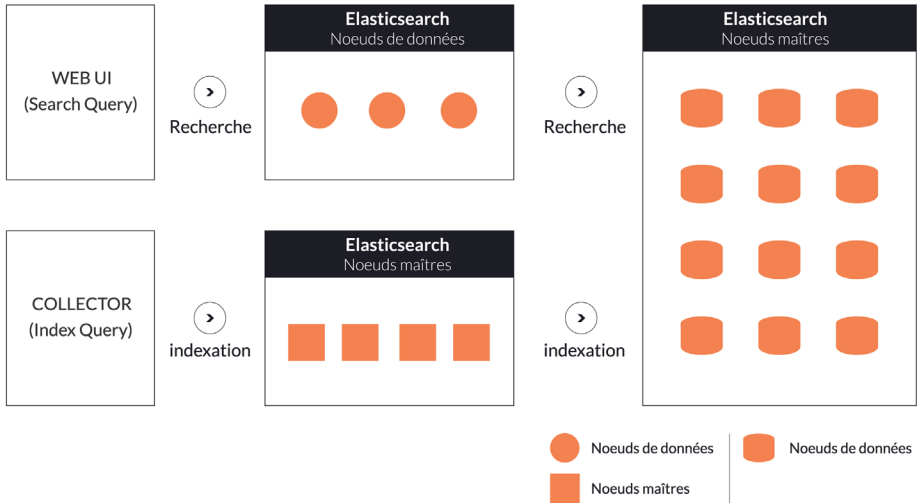 WEB UI
(Search Query)
Recherche
Elasticsearch
Noeuds de données
Recherche
Elasticsearch
Noeuds maîtres
COLLECTOR
(Index Query)
indexation
Elasticsearch
Noeuds maîtres
indexation
Noeuds de données
Noeuds maîtres
Noeuds de données